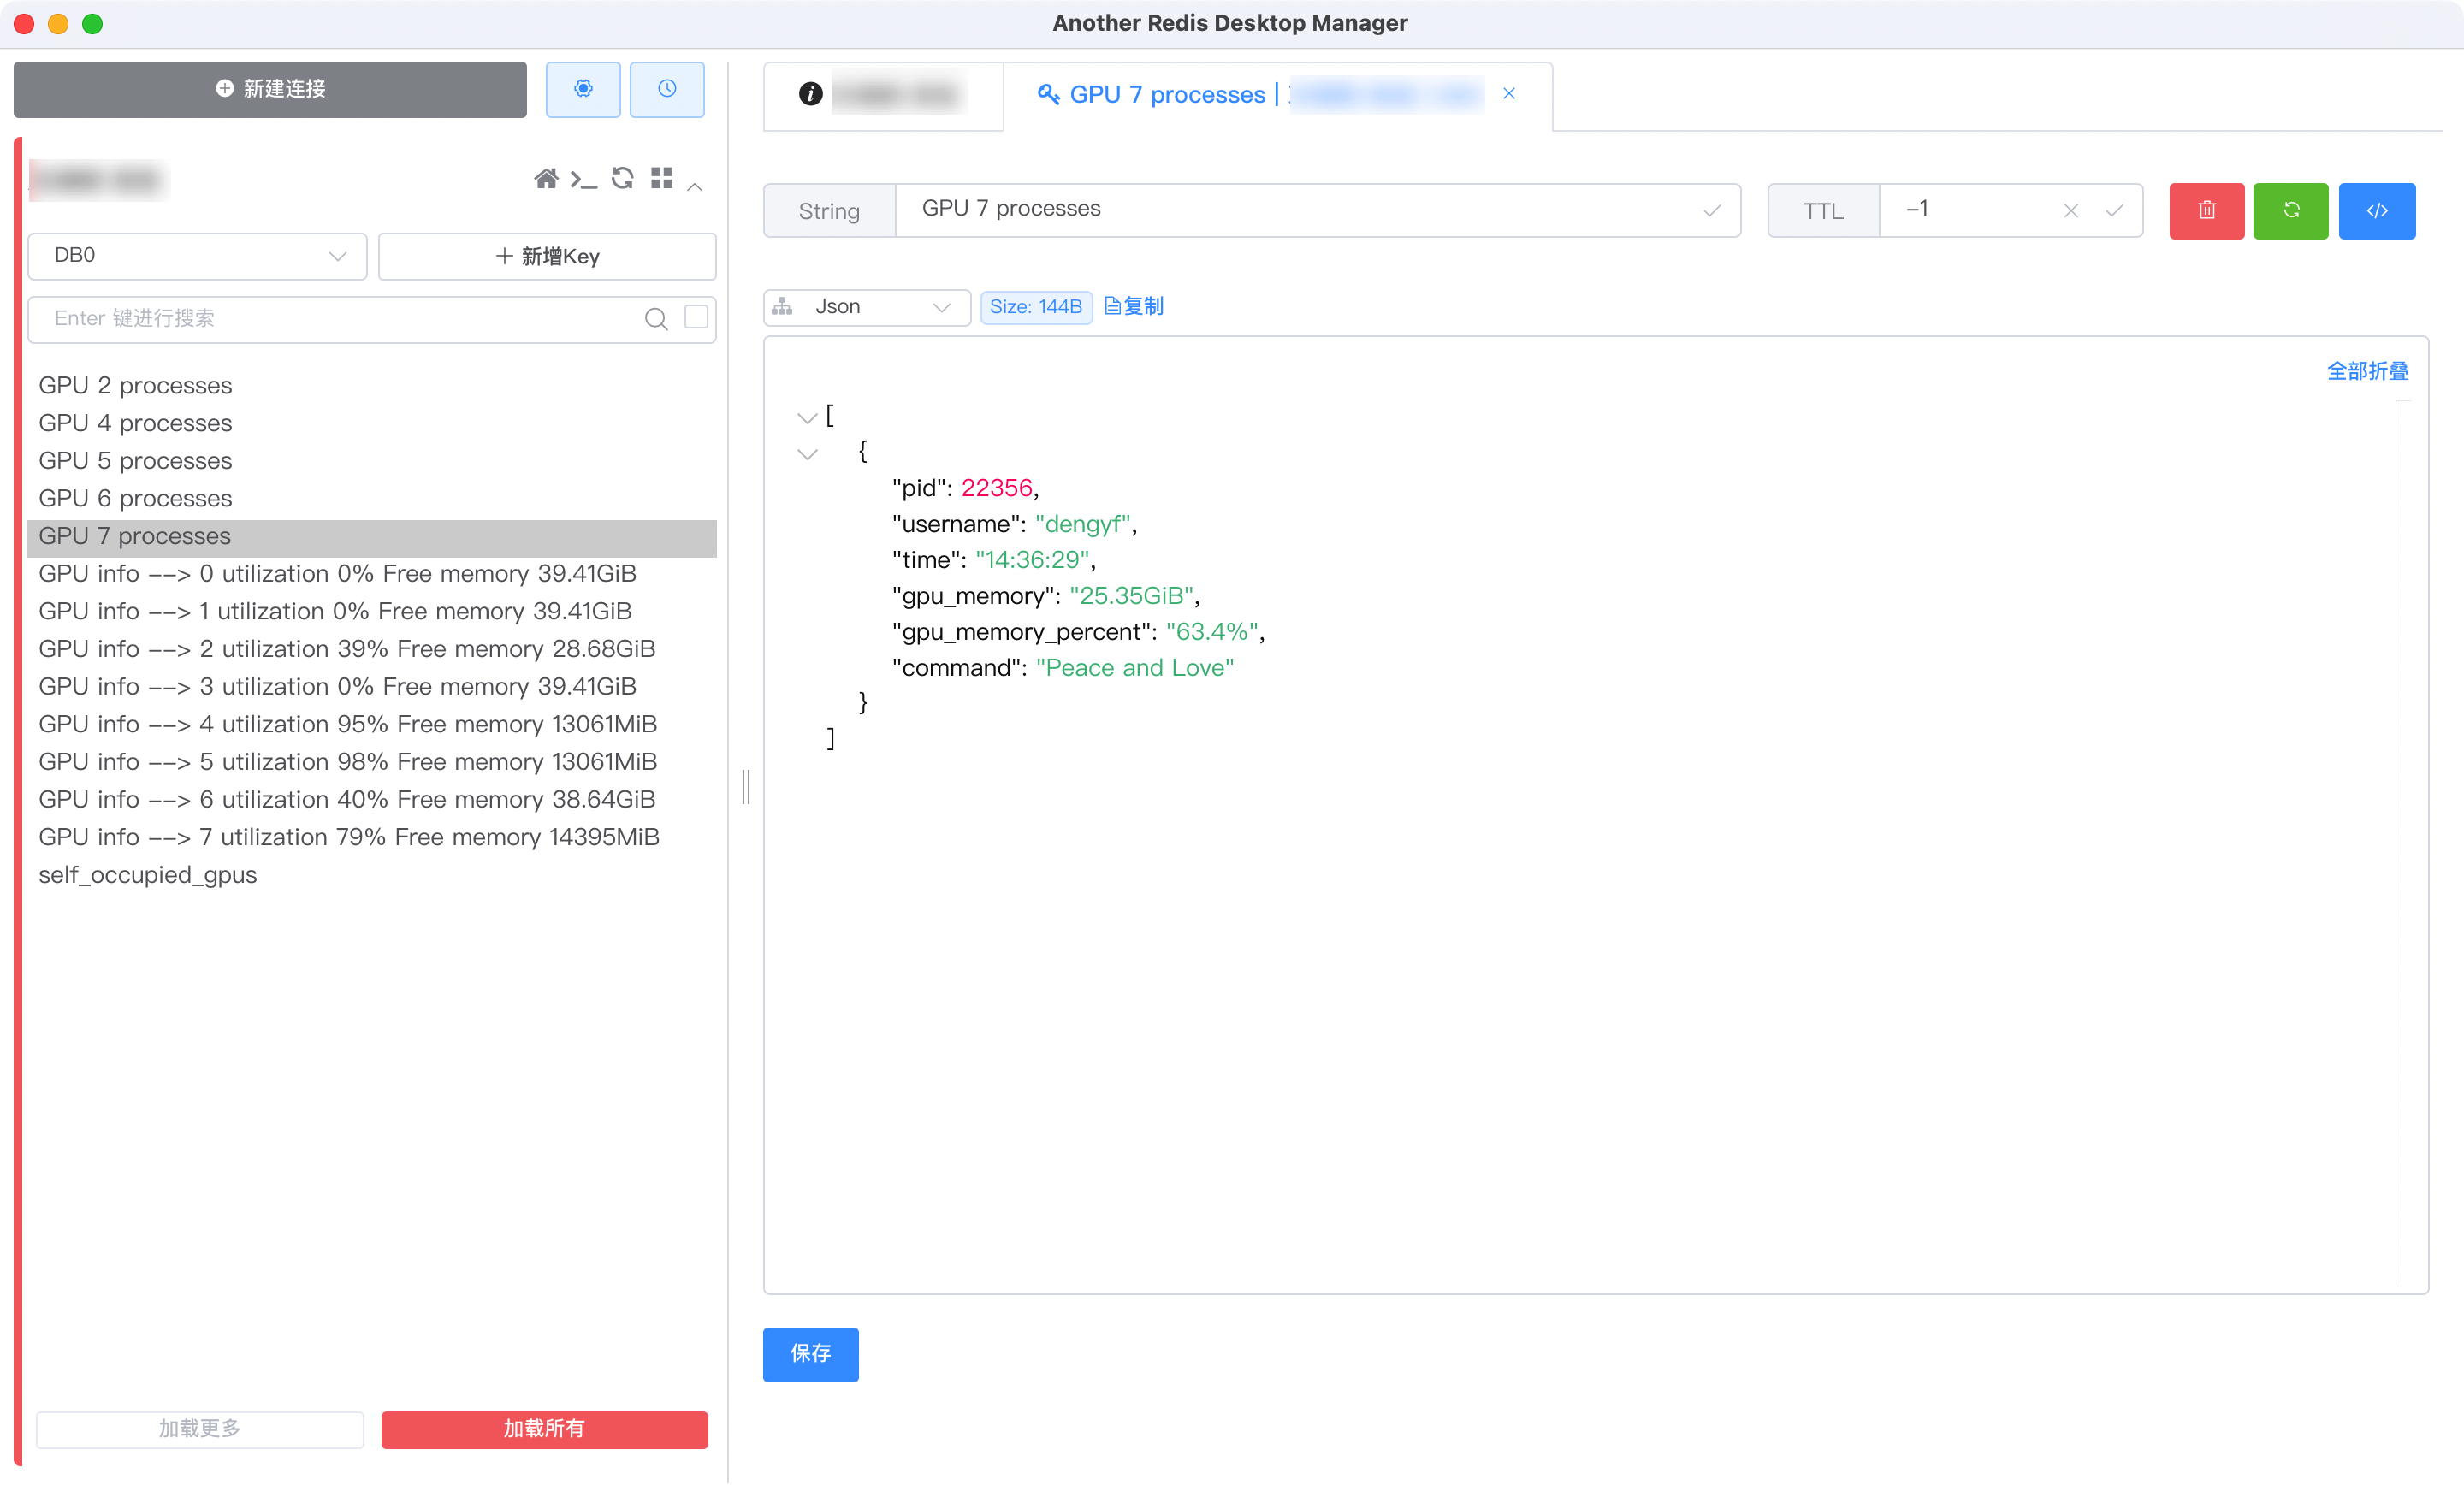 Another Redis Desktop Manager
新建连接
DB0
新增Key
Enter 键进行搜索
GPU 2 processes
GPU 4 processes
GPU 5 processes
GPU 6 processes
GPU 7 processes
GPU info --> 0 utilization 0% Free memory 39.41GiB
GPU info --> 1 utilization 0% Free memory 39.41GiB
GPU info --> 2 utilization 39% Free memory 28.68GiB
GPU info --> 3 utilization 0% Free memory 39.41GiB
GPU info --> 4 utilization 95% Free memory 13061MiB
GPU info --> 5 utilization 98% Free memory 13061MiB
GPU info --> 6 utilization 40% Free memory 38.64GiB
GPU info --> 7 utilization 79% Free memory 14395MiB
self_occupied_gpus
加载更多
加载所有
GPU 7 processes |
String
GPU 7 processes
TTL
-1
Json
Size: 144B
复制
全部折叠
[
{
"pid": 22356,
"username": "dengyf",
"time": "14:36:29",
"gpu_memory": "25.35GiB",
"gpu_memory_percent": "63.4%",
"command": "Peace and Love"
}
]
保存